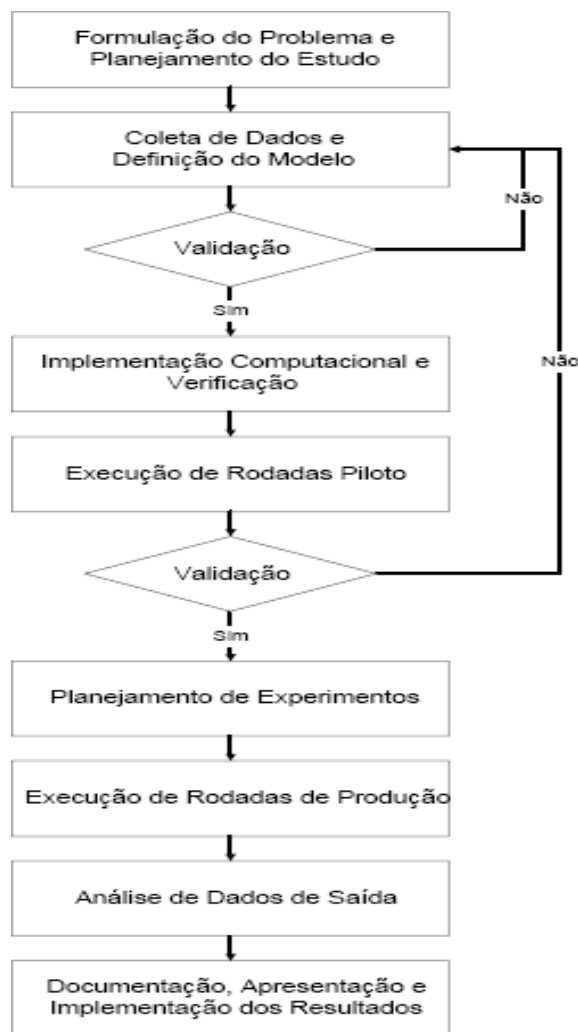 Formulação do Problema e
Planejamento do Estudo
Coleta de Dados e
Definição do Modelo
Não
Validação
Sim
Implementação Computacional e
Verificação
Não
Execução de Rodadas Piloto
Validação
Sim
Planejamento de Experimentos
Execução de Rodadas de Produção
Análise de Dados de Saída
Documentação, Apresentação e
Implementação dos Resultados